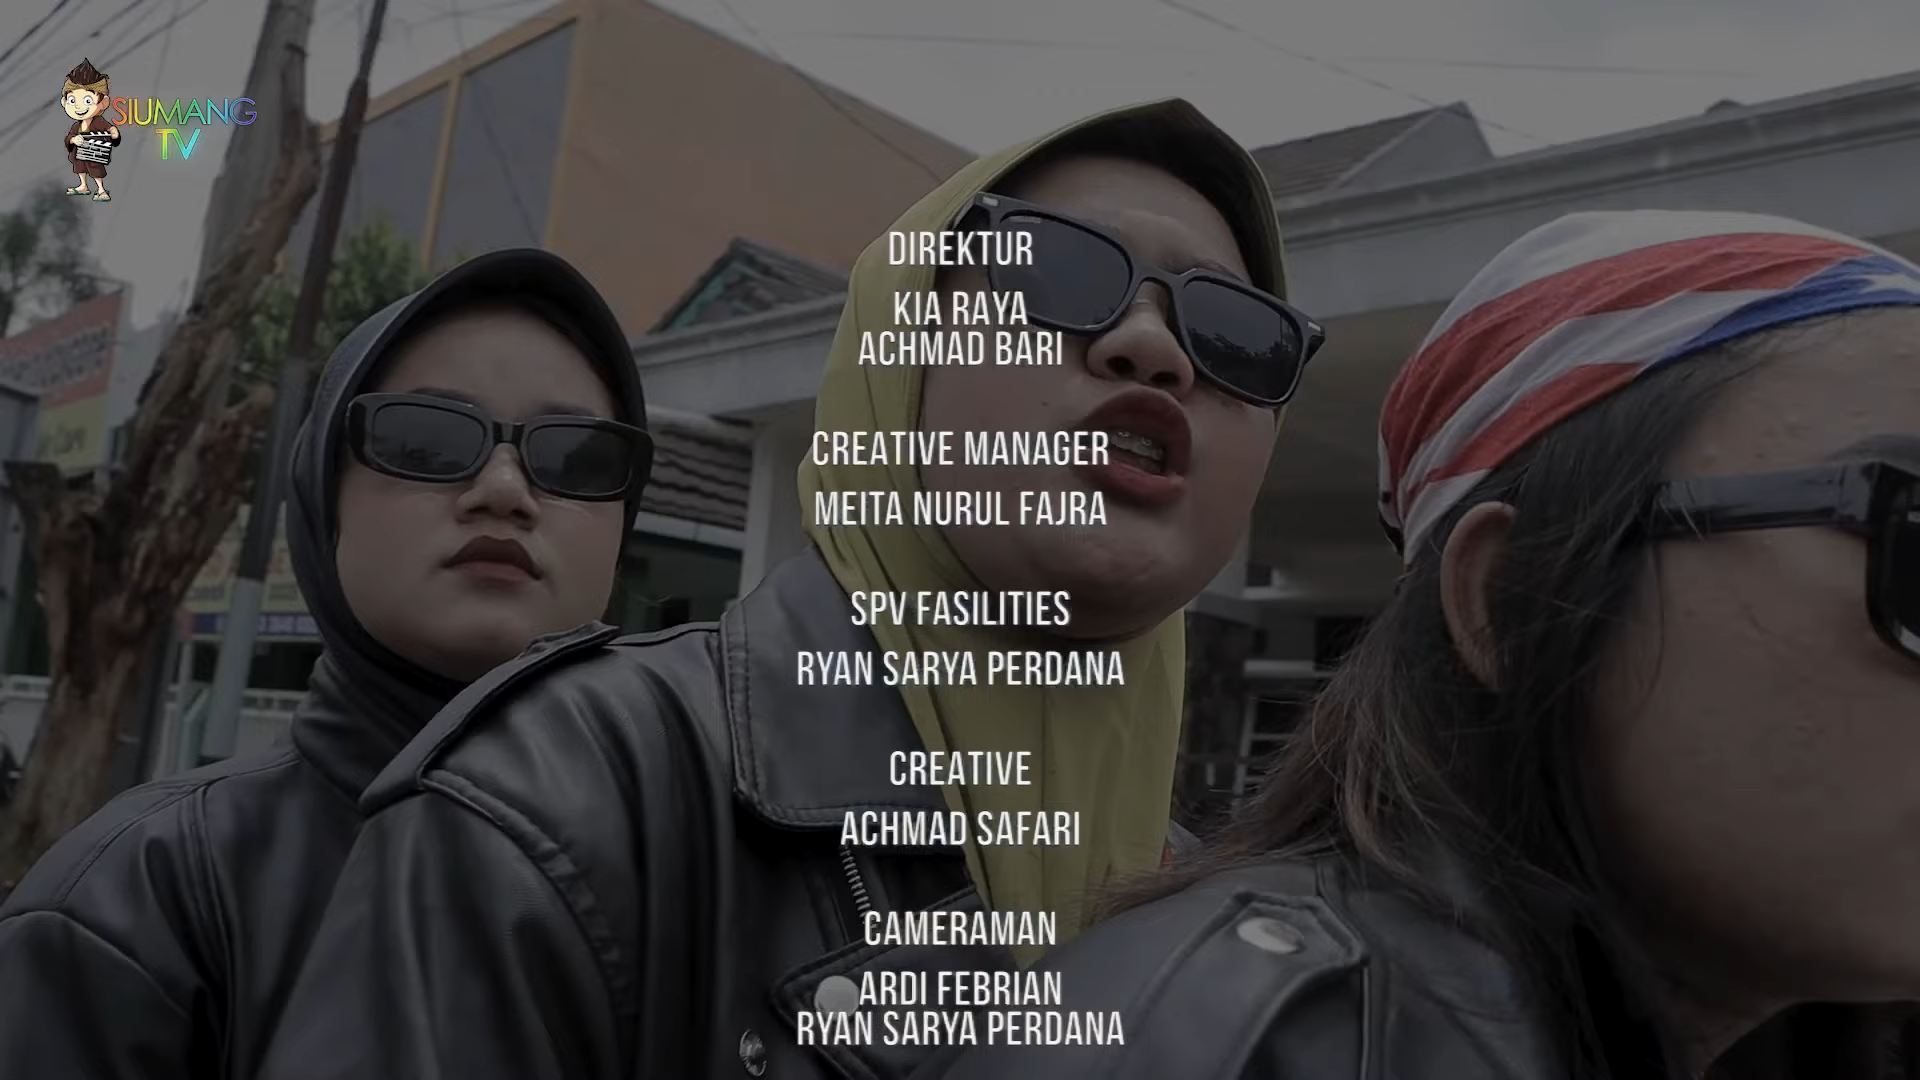 SIUMANG
TV
DIREKTUR
KIA RAYA
ACHMAD BARI
CREATIVE MANAGER
MEITA NURUL FAJRA
SPV FASILITIES
RYAN SARYA PERDANA
CREATIVE
ACHMAD SAFARI
CAMERAMAN
ARDI FEBRIAN
RYAN SARYA PERDANA